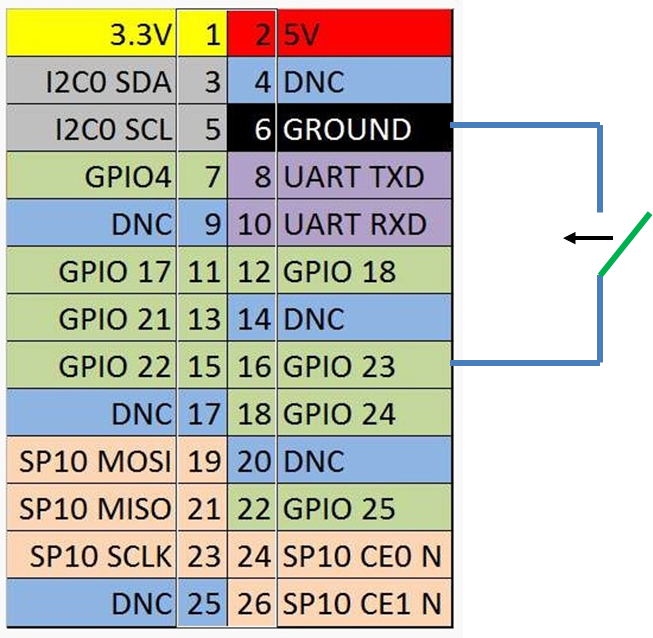 3.3V 1 2 5V
I2C0 SDA 3 4 DNC
I2C0 SCL 5 6 GROUND
GPIO4 7 8 UART TXD
DNC 9 10 UART RXD
GPIO 17 11 12 GPIO 18
GPIO 21 13 14 DNC
GPIO 22 15 16 GPIO 23
DNC 17 18 GPIO 24
SP10 MOSI 19 20 DNC
SP10 MISO 21 22 GPIO 25
SP10 SCLK 23 24 SP10 CE0 N
DNC 25 26 SP10 CE1 N